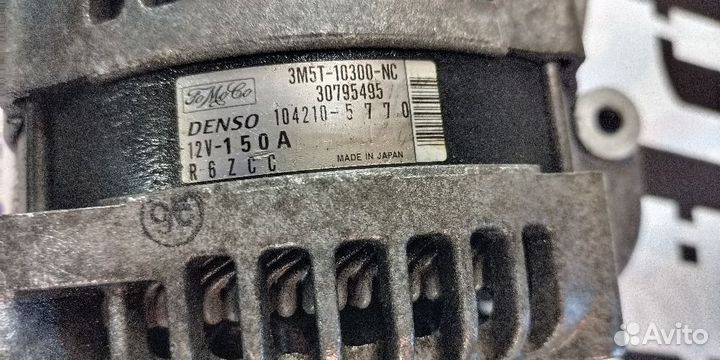 FoMoCo
3M5T-10300-NC
30795495
DENSO 104210-5770
12V-150A
MADE IN JAPAN
R6ZCC
Avito